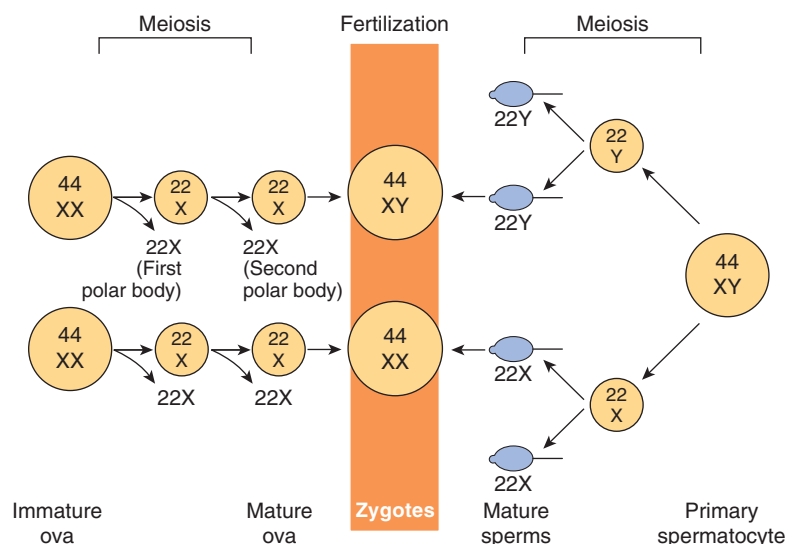 Meiosis
Fertilization
Meiosis
22Y
22
Y
44
XX
22
X
22
X
44
XY
22Y
22X
(First
polar body)
22X
(Second
polar body)
44
XY
44
XX
22
X
22
X
44
XX
22X
22X
22X
22
X
22X
Immature
ova
Mature
ova
Zygotes
Mature
sperms
Primary
spermatocyte